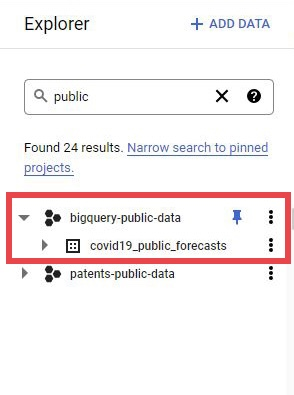 Explorer
+ ADD DATA
public
Found 24 results. Narrow search to pinned
projects.
bigquery-public-data
covid19_public_forecasts
patents-public-data